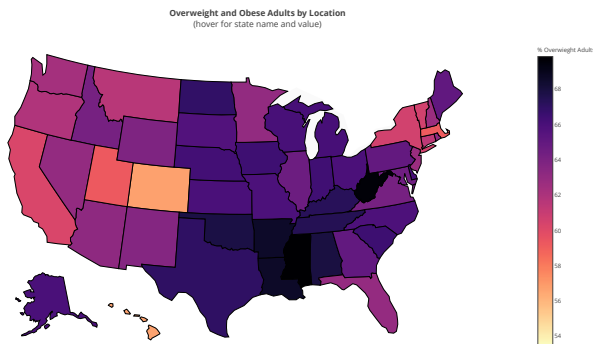 Overweight and Obese Adults by Location
(hover for state name and value)
% Overwieght Adult
68
66
64
62
60
58
56
54